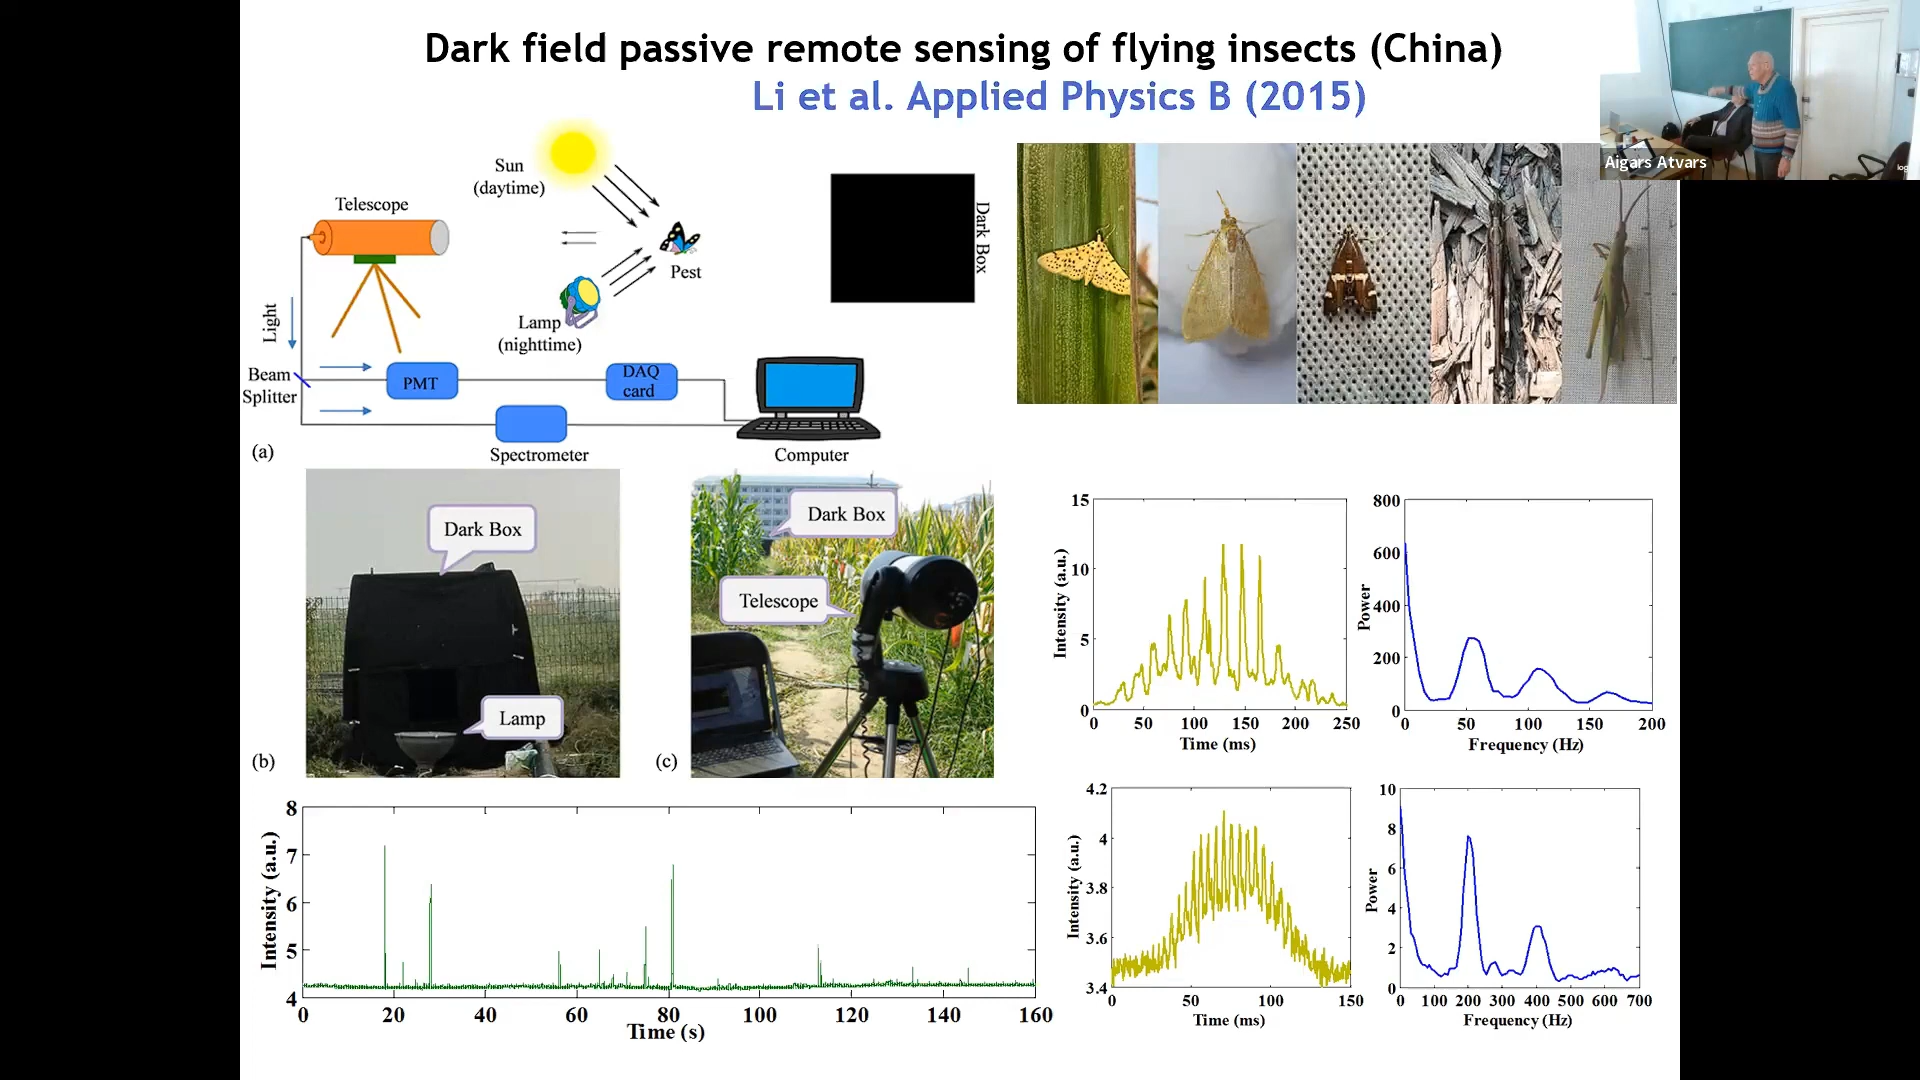 Dark field passive remote sensing of flying insects (China)
Li et al. Applied Physics B (2015)
Aigars Atvars
log
Sun
(daytime)
Telescope
Pest
Dark Box
Light
Lamp
(nighttime)
Beam
Splitter
PMT
DAQ
card
Spectrometer
Computer
(a)
Dark Box
Lamp
(b)
Dark Box
Telescope
(c)
15
10
5
0
Intensity (a.u.)
0 50 100 150 200 250
Time (ms)
800
600
400
200
0
Power
0 50 100 150 200
Frequency (Hz)
8
7
6
5
4
Intensity (a.u.)
0 20 40 60 80 100 120 140 160
Time (s)
4.2
4
3.8
3.6
3.4
Intensity (a.u.)
0 50 100 150
Time (ms)
10
8
6
4
2
0
Power
0 100 200 300 400 500 600 700
Frequency (Hz)